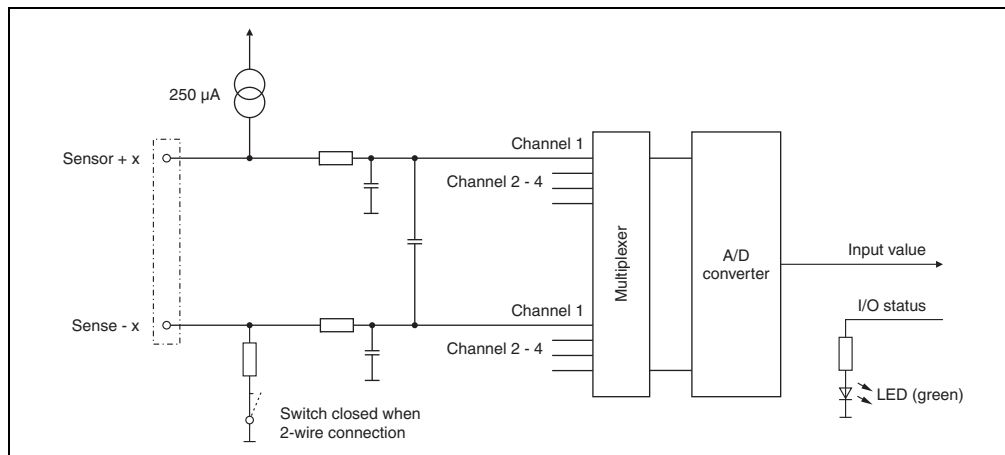 250 µA
Sensor + x
Channel 1
Channel 2 - 4
Multiplexer
A/D
converter
Input value
I/O status
Sense - x
Channel 1
Channel 2 - 4
LED (green)
Switch closed when
2-wire connection